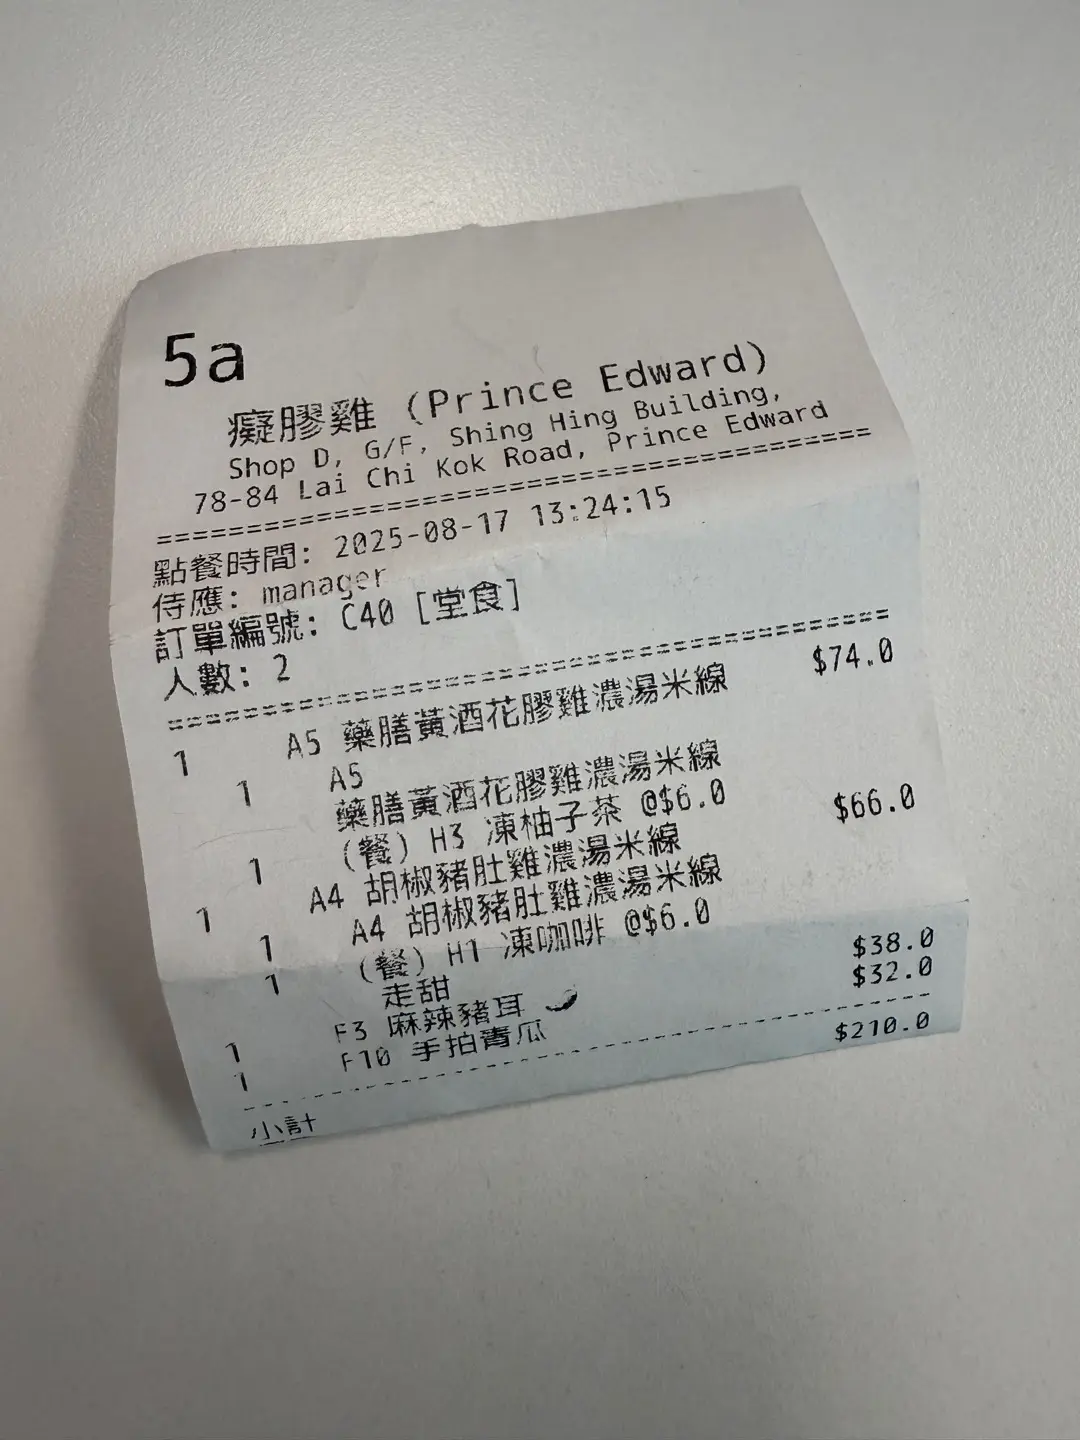 5a
癡膠雞 (Prince Edward)
Shop D, G/F, Shing Hing Building,
78-84 Lai Chi Kok Road, Prince Edward
點餐時間: 2025-08-17 13:24:15
侍應: manager
訂單編號: C40 [堂食]
人數: 2
1 A5 藥膳黃酒花膠雞濃湯米線 $74.0
1 A5
藥膳黃酒花膠雞濃湯米線
1 (餐) H3 凍柚子茶 @$6.0
1 A4 胡椒豬肚雞濃湯米線 $66.0
1 A4 胡椒豬肚雞濃湯米線
1 (餐) H1 凍咖啡 @$6.0
走甜
1 F3 麻辣豬耳 $38.0
1 F10 手拍青瓜 $32.0
小計 $210.0